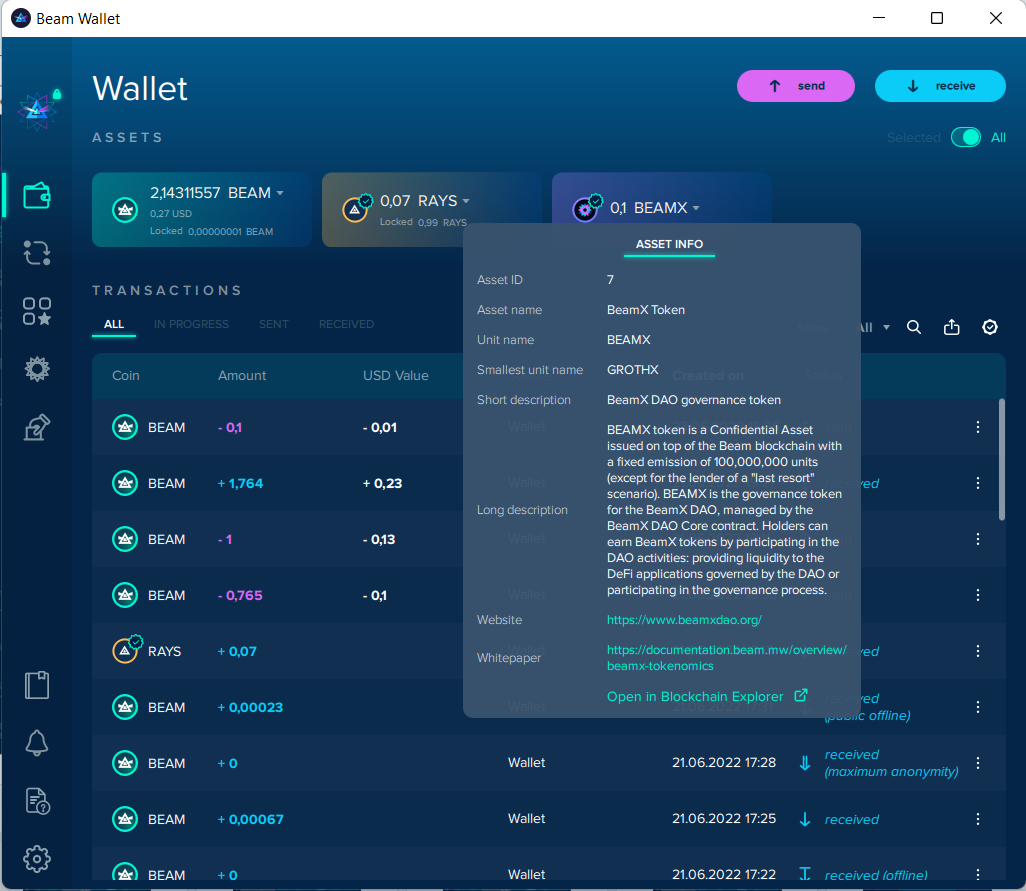 Beam Wallet
Wallet
send
receive
ASSETS
Selected All
2,14311557 BEAM
0,27 USD
Locked 0,00000001 BEAM
0,07 RAYS
Locked 0,99 RAYS
0,1 BEAMX
ASSET INFO
Asset ID 7
Asset name BeamX Token
Unit name BEAMX
Smallest unit name GROTHX
Short description BeamX DAO governance token
Long description
BEAMX token is a Confidential Asset
issued on top of the Beam blockchain with
a fixed emission of 100,000,000 units
(except for the lender of a "last resort"
scenario). BEAMX is the governance token
for the BeamX DAO, managed by the
BeamX DAO Core contract. Holders can
earn BeamX tokens by participating in the
DAO activities: providing liquidity to the
DeFi applications governed by the DAO or
participating in the governance process.
Website https://www.beamxdao.org/
Whitepaper
https://documentation.beam.mw/overview/
beamx-tokenomics
Open in Blockchain Explorer
TRANSACTIONS
ALL IN PROGRESS SENT RECEIVED
All
Coin Amount USD Value Created on
BEAM - 0,1 - 0,01 Wallet
BEAM + 1,764 + 0,23 Wallet
BEAM - 1 - 0,13 Wallet
BEAM - 0,765 - 0,1 Wallet
RAYS + 0,07
BEAM + 0,00023 Wallet
(public offline)
BEAM + 0 Wallet 21.06.2022 17:28 received
(maximum anonymity)
BEAM + 0,00067 Wallet 21.06.2022 17:25 received
BEAM + 0 Wallet 21.06.2022 17:22 received (offline)